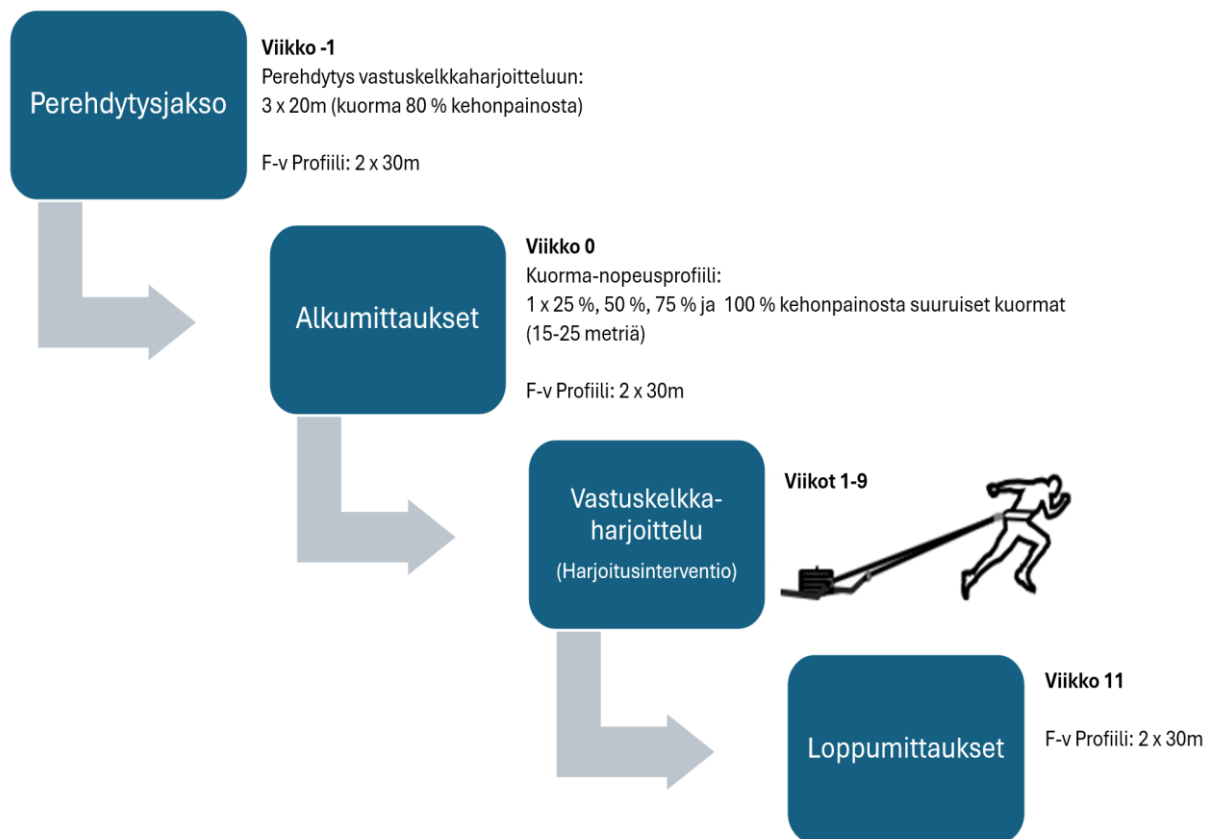 Perehdytysjakso
Viikko -1
Perehdytys vastuskelkkaharjoitteluun:
3 x 20m (kuorma 80 % kehonpainosta)
F-v Profiili: 2 x 30m
Alkumittaukset
Viikko 0
Kuorma-nopeusprofiili:
1 x 25 %, 50 %, 75 % ja 100 % kehonpainosta suuruiset kuormat
(15-25 metriä)
F-v Profiili: 2 x 30m
Vastuskelkka-
harjoittelu
(Harjoitusinterventio)
Viikot 1-9
Loppumittaukset
Viikko 11
F-v Profiili: 2 x 30m